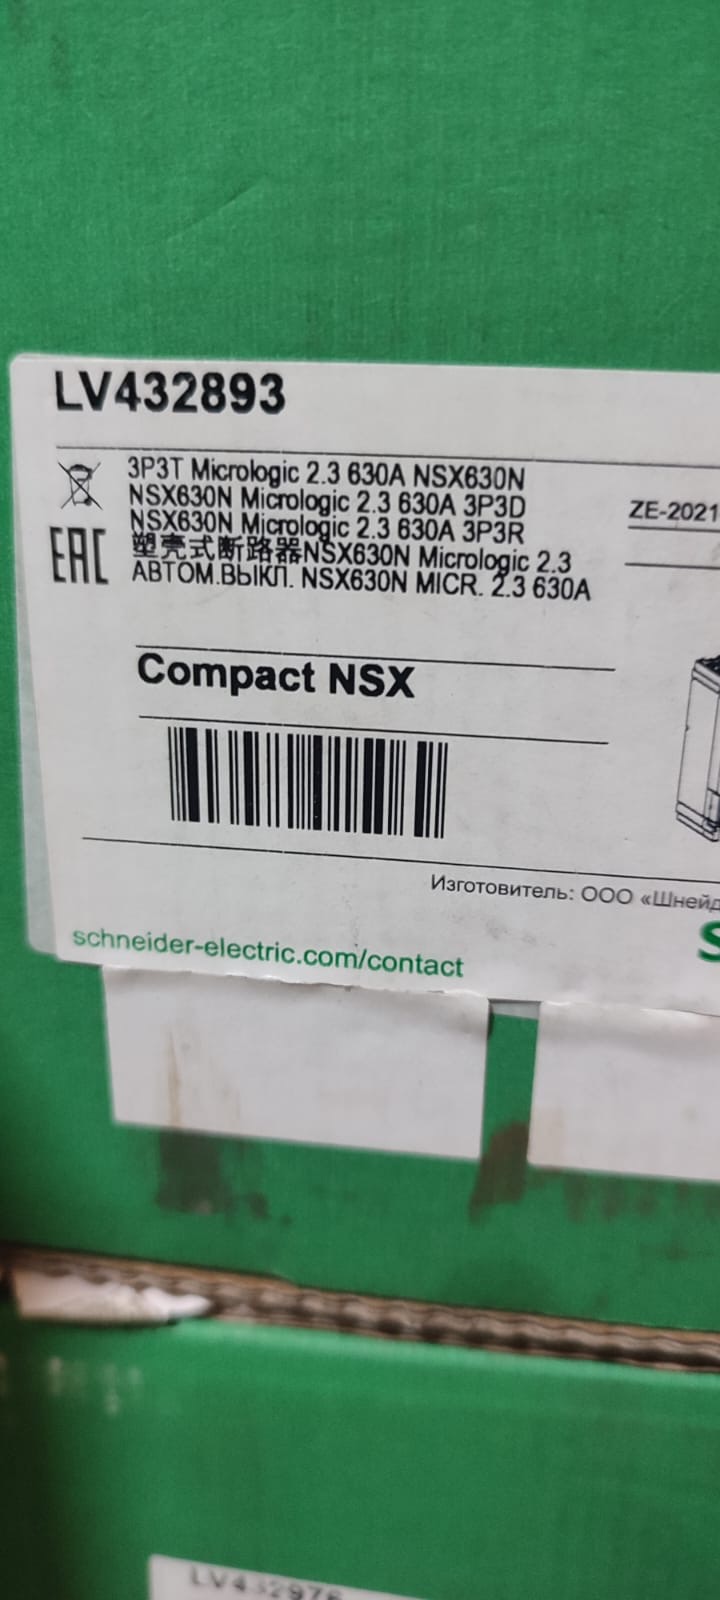 LV432893
3P3T Micrologic 2.3 630A NSX630N
NSX630N Micrologic 2.3 630A 3P3D
NSX630N Micrologic 2.3 630A 3P3R
塑壳式断路器NSX630N Micrologic 2.3
АВТОМ.ВЫКЛ. NSX630N MICR. 2.3 630A
EAC
ZE-2021
Compact NSX
Изготовитель: ООО «Шнейд
schneider-electric.com/contact
S